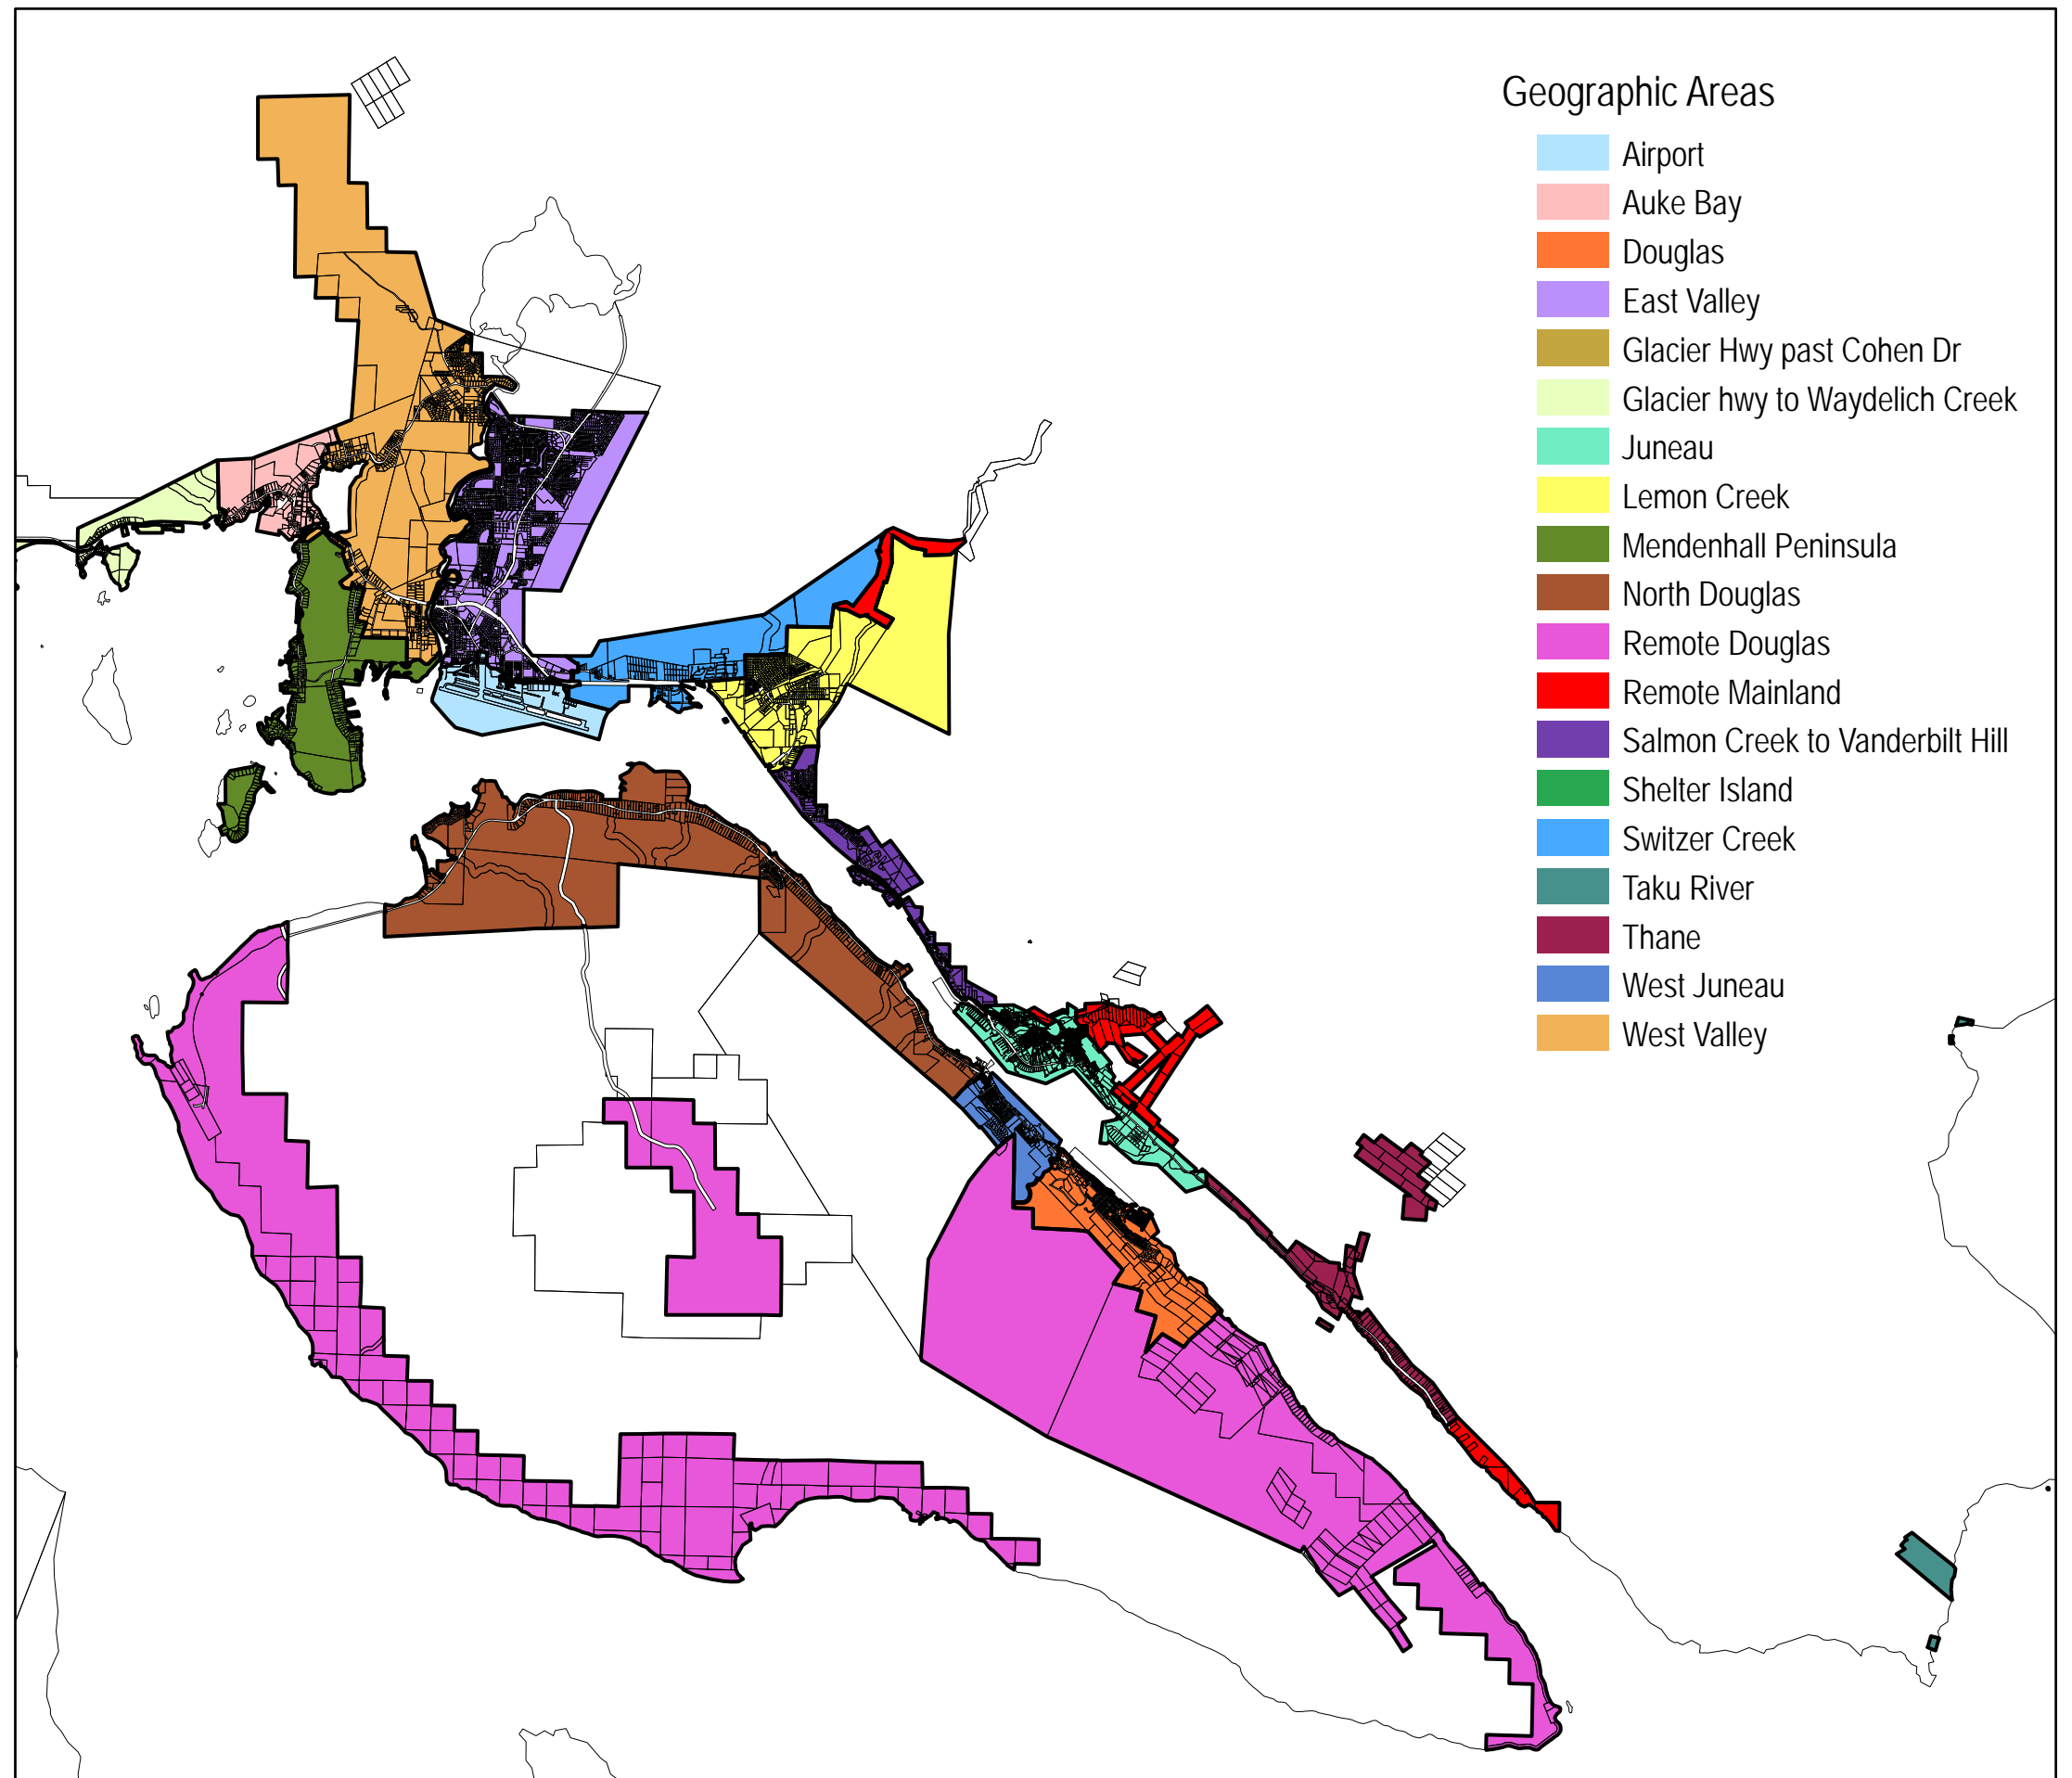 Geographic Areas
Airport
Auke Bay
Douglas
East Valley
Glacier Hwy past Cohen Dr
Glacier hwy to Waydelich Creek
Juneau
Lemon Creek
Mendenhall Peninsula
North Douglas
Remote Douglas
Remote Mainland
Salmon Creek to Vanderbilt Hill
Shelter Island
Switzer Creek
Taku River
Thane
West Juneau
West Valley